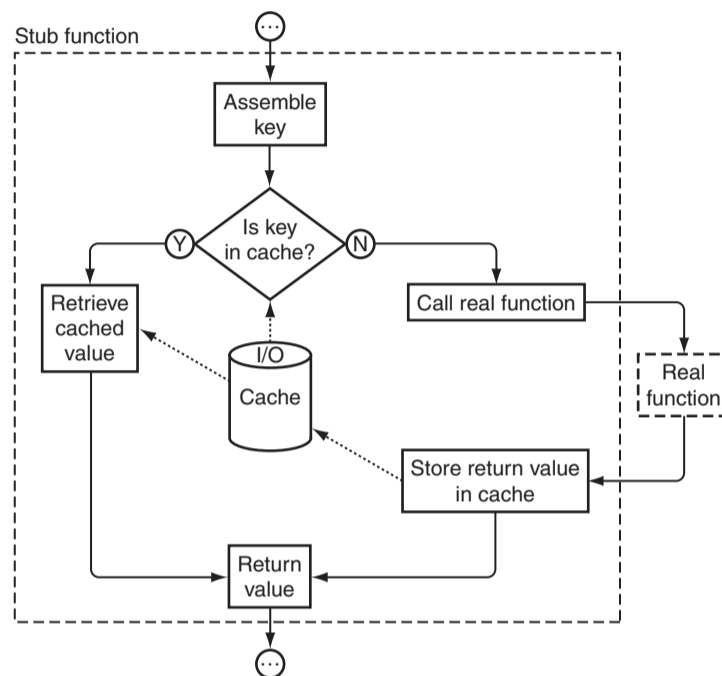 ...
Stub function
Assemble
key
Is key
in cache?
Y
N
Retrieve
cached
value
Call real function
I/O
Cache
Real
function
Store return value
in cache
Return
value
...